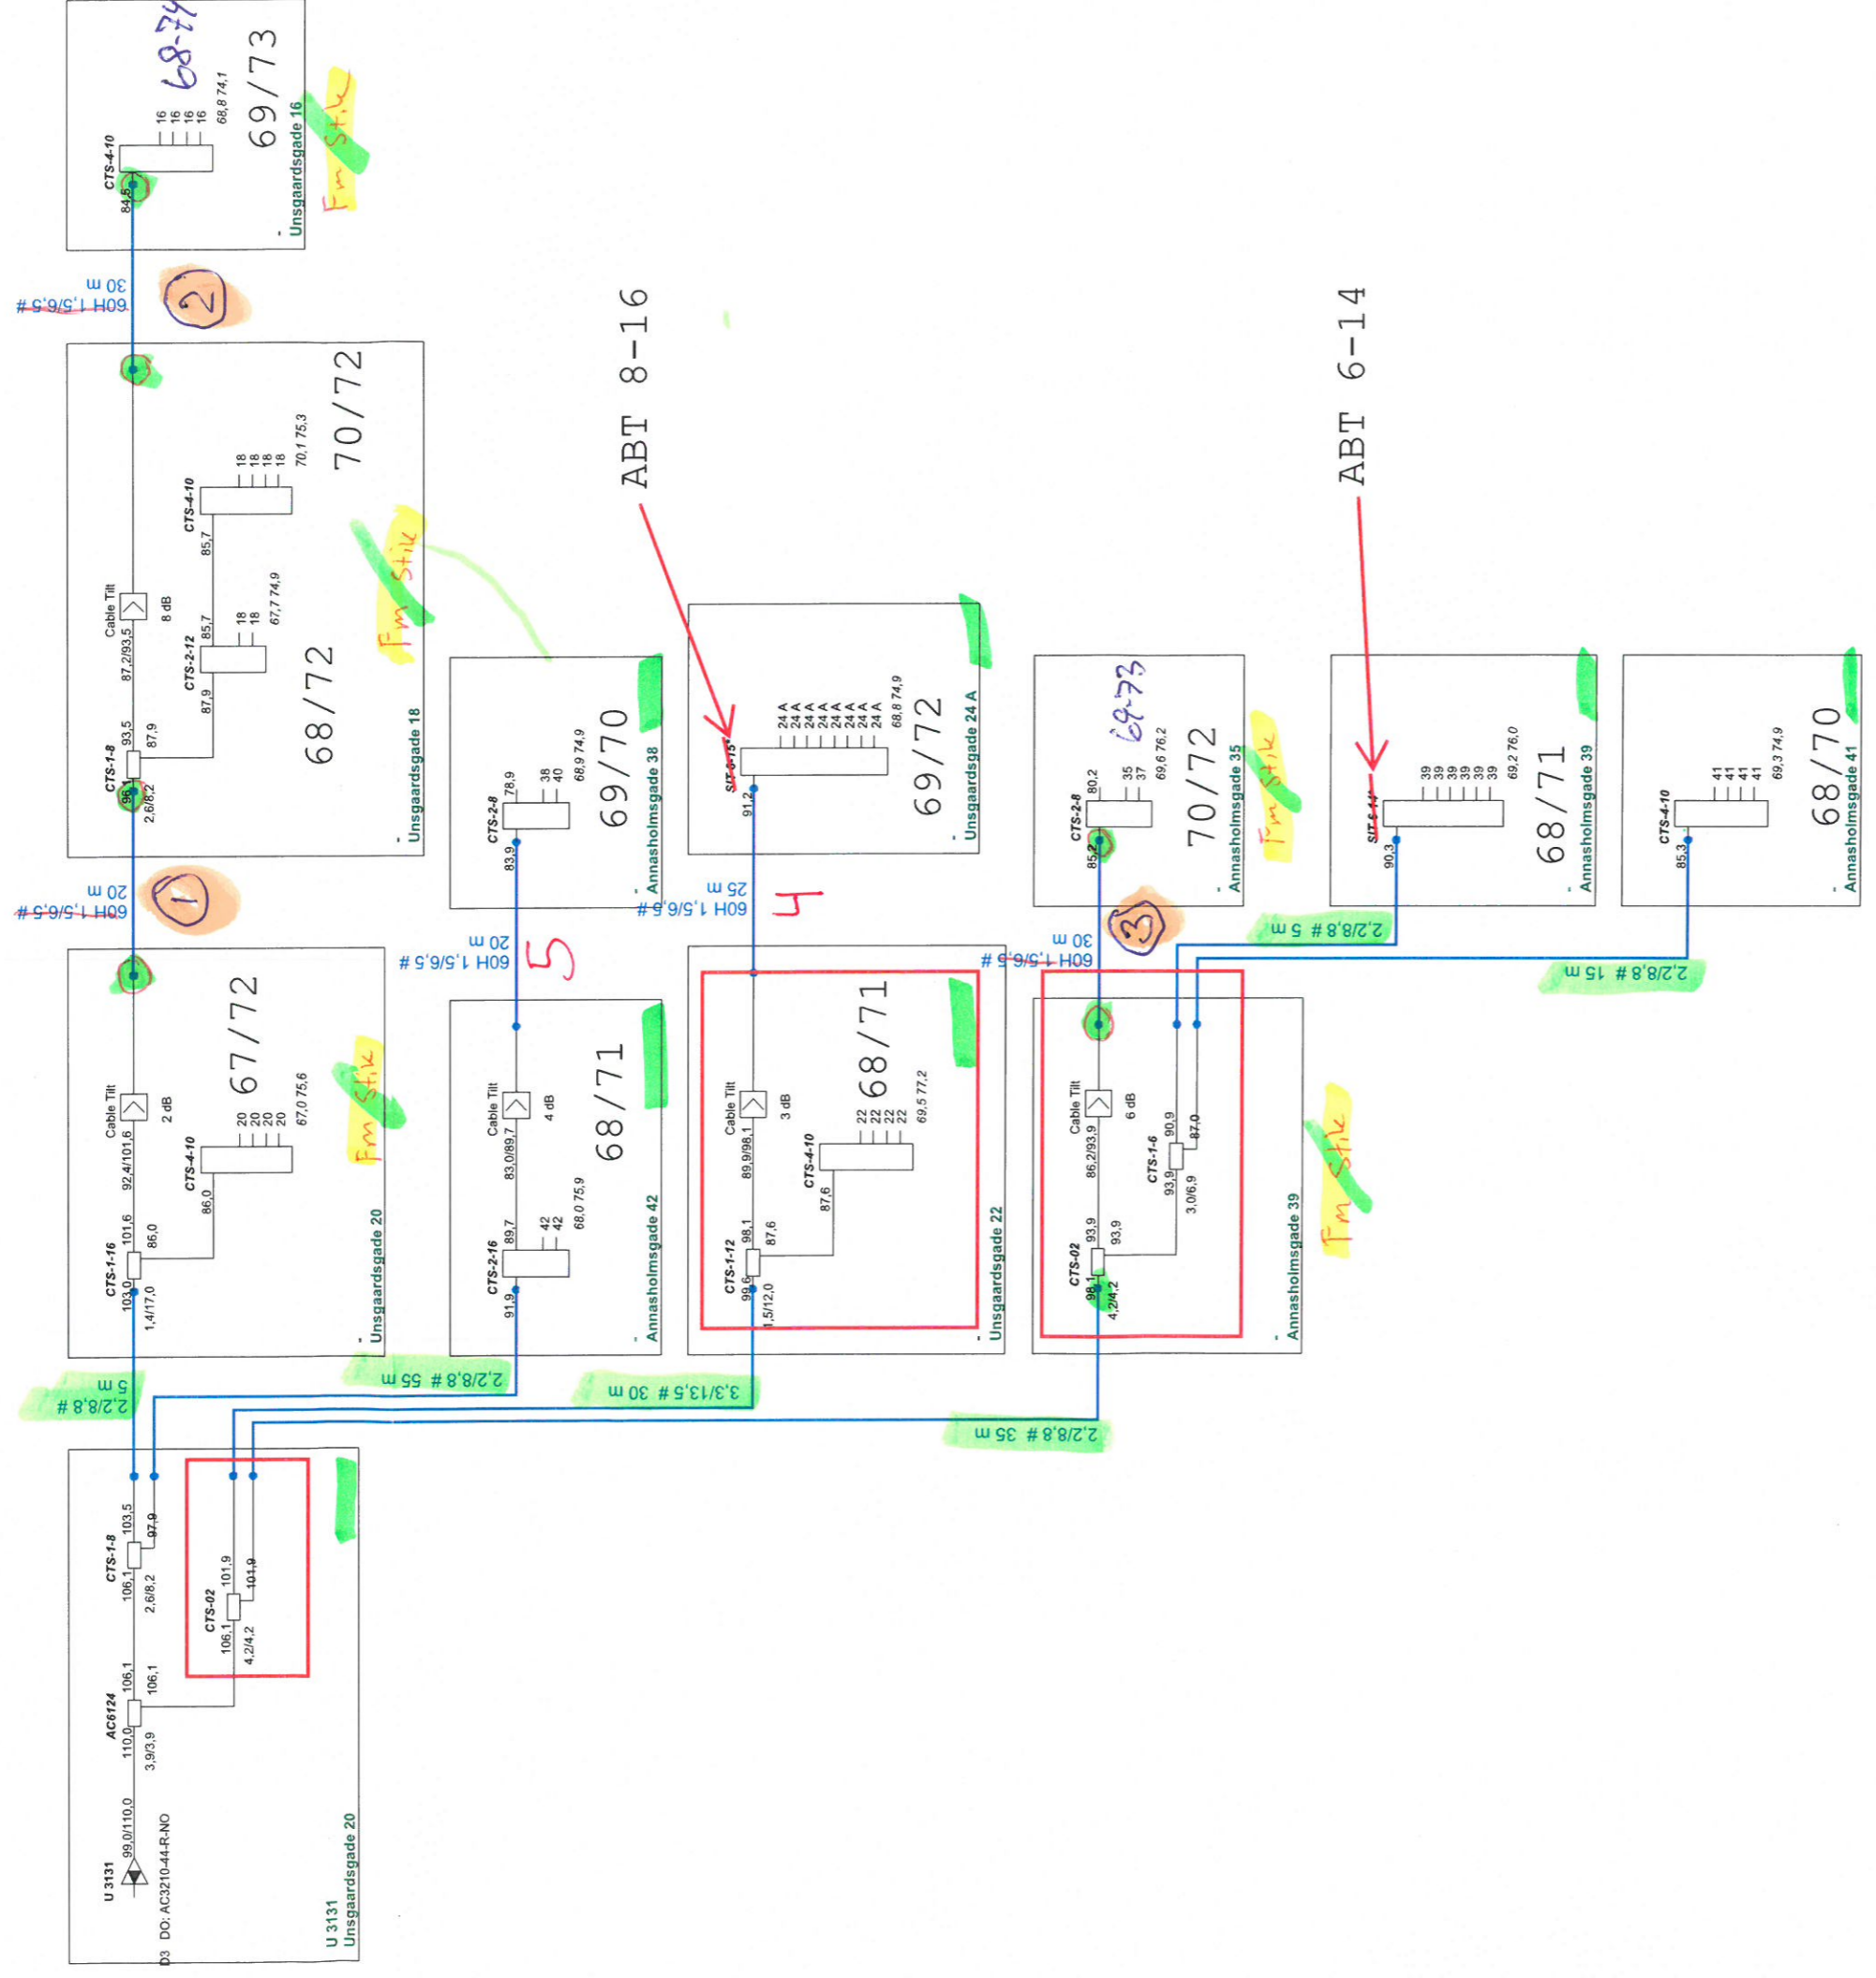 U 3131
99,0/110,0
D3 DO: AC3210-44-R-NO
AC6124
110,0
106,1
3,9/3,9
106,1
CTS-1-8
106,1
103,5
2,6/8,2
97,9
CTS-02
106,1
101,9
4,2/4,2
101,9
U 3131
Unsgaardsgade 20
2,2/8,8 #
5 m
CTS-1-16
103,0
101,6
1,4/17,0
86,0
92,4/101,6
Cable Tilt
2 dB
CTS-4-10
86,0
20
20
20
20
67/72
67,0 75,6
Fm Stik
-
Unsgaardsgade 20
60H 1,5/6,5 #
20 m
1
CTS-1-8
96,1
93,5
2,6/8,2
87,9
87,2/93,5
Cable Tilt
8 dB
CTS-2-12
87,9
85,7
18
18
67,7 74,9
68/72
CTS-4-10
85,7
18
18
18
18
70,1 75,3
70/72
Fm Stik
-
Unsgaardsgade 18
60H 1,5/6,5 #
30 m
2
CTS-4-10
84,5
16
16
16
16
68-74
68,8 74,1
69/73
Fm Stik
-
Unsgaardsgade 16
2,2/8,8 # 55 m
CTS-2-16
91,9
89,7
42
42
68,0 75,9
83,0/89,7
Cable Tilt
4 dB
68/71
-
Annasholmsgade 42
60H 1,5/6,5 #
20 m
5
CTS-2-8
83,9
78,9
38
40
68,9 74,9
69/70
-
Annasholmsgade 38
3,3/13,5 # 30 m
CTS-1-12
99,6
98,1
1,5/12,0
87,6
89,9/98,1
Cable Tilt
3 dB
CTS-4-10
87,6
22
22
22
22
68/71
69,5 77,2
-
Unsgaardsgade 22
60H 1,5/6,5 #
25 m
4
91,2
24 A
24 A
24 A
24 A
24 A
24 A
24 A
24 A
68,8 74,9
69/72
-
Unsgaardsgade 24 A
ABT 8-16
2,2/8,8 # 35 m
CTS-02
98,1
93,9
4,2/4,2
93,9
86,2/93,9
Cable Tilt
6 dB
CTS-1-6
93,9
90,9
3,0/6,9
87,0
-
Annasholmsgade 39
Fm Stik
60H 1,5/6,5 #
30 m
3
CTS-2-8
85,2
80,2
35
37
69-73
69,6 76,2
70/72
-
Annasholmsgade 35
Fm Stik
2,2/8,8 # 5 m
90,3
39
39
39
39
39
39
69,2 76,0
68/71
-
Annasholmsgade 39
ABT 6-14
2,2/8,8 # 15 m
CTS-4-10
85,3
41
41
41
41
69,3 74,9
68/70
-
Annasholmsgade 41